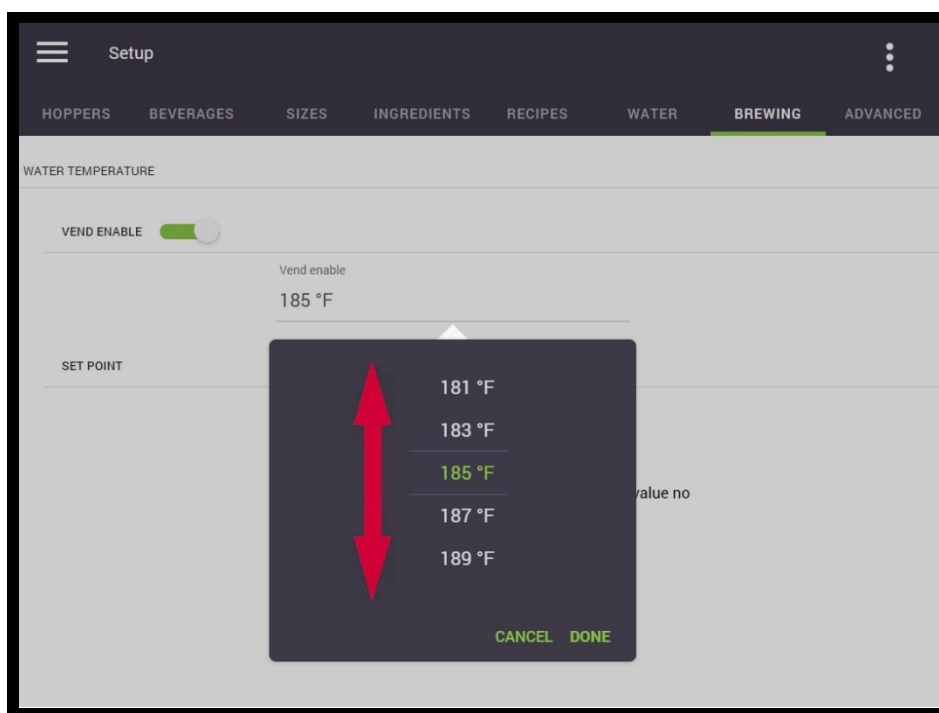 Setup
HOPPERS BEVERAGES SIZES INGREDIENTS RECIPES WATER BREWING ADVANCED
WATER TEMPERATURE
VEND ENABLE
Vend enable
185 °F
SET POINT
181 °F
183 °F
185 °F
187 °F
189 °F
value no
CANCEL DONE